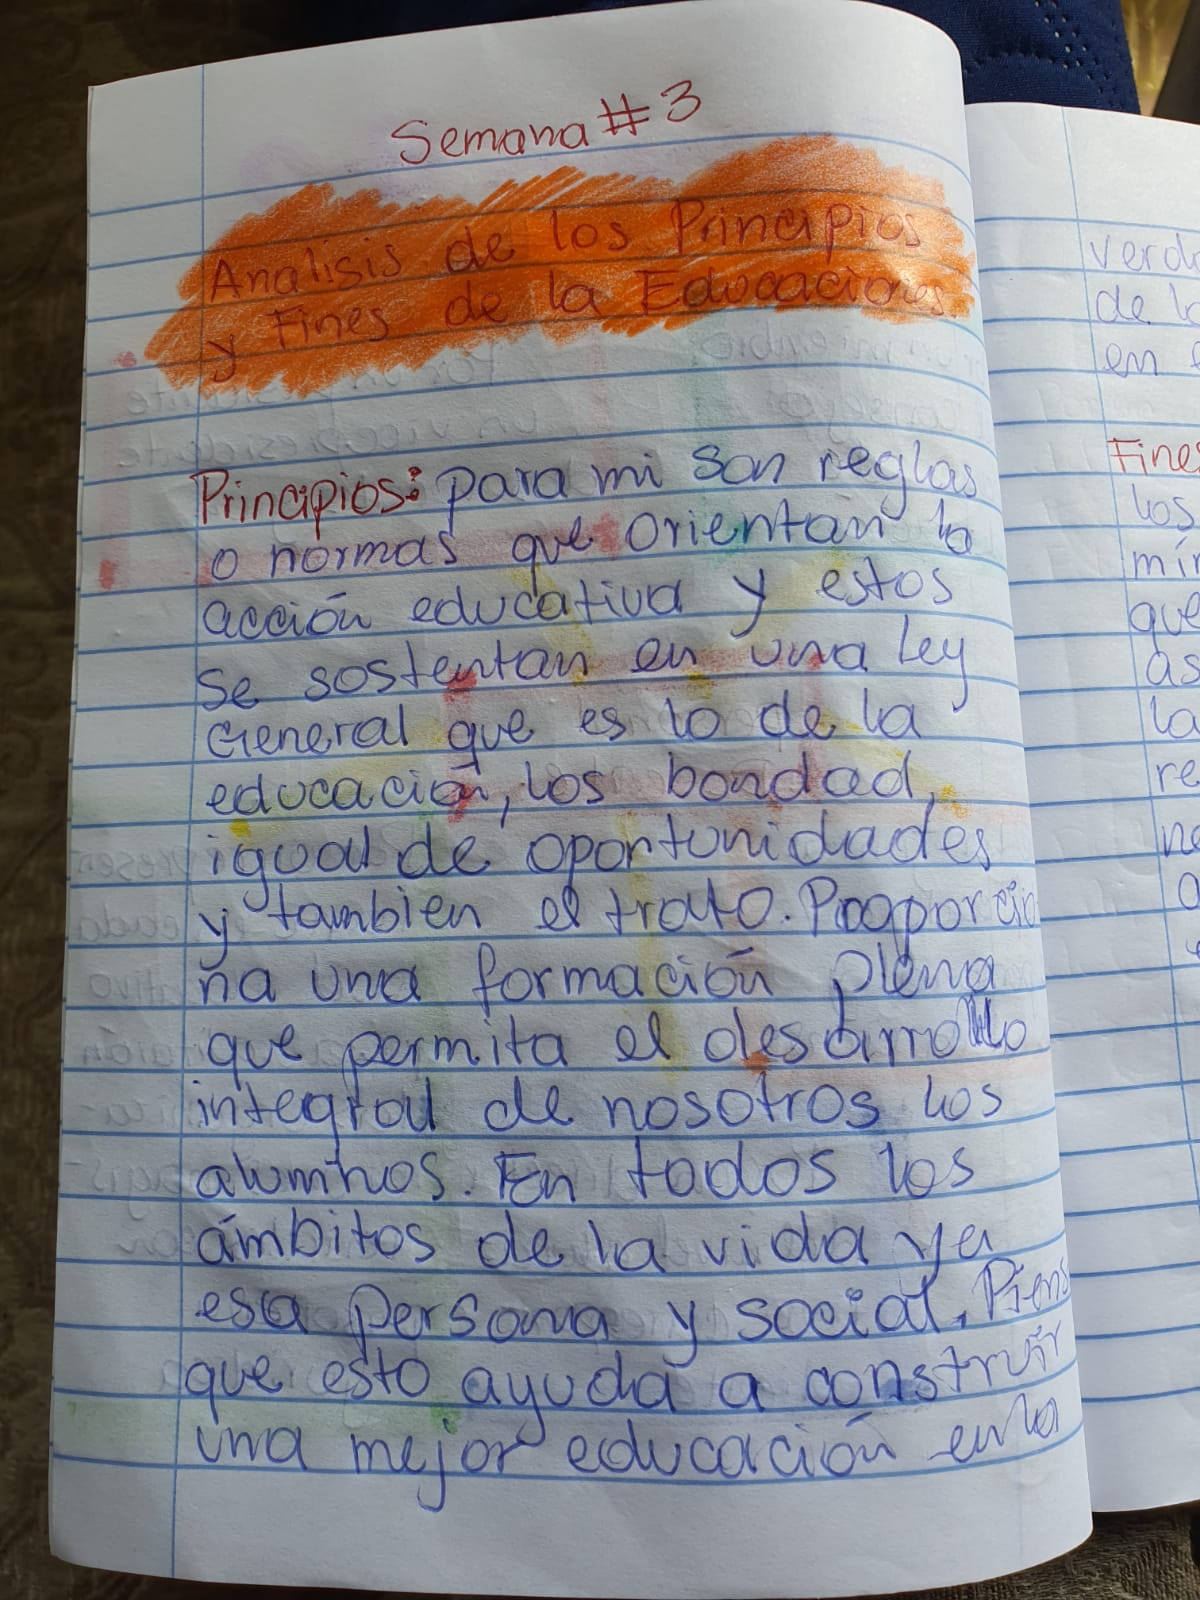 Semana #3
Analisis de los Principios
y Fines de la Educaciones.
Principios: para mi son reglas
o normas que orientan la
acción educativa y estos
se sostentan en una ley
General que es lo de la
educación, los bondad,
igual de oportunidades
y tambien el trato. Proporcio
na una formación plena
que permita el desarrollo
integral de nosotros los
alumnos. En todos los
ámbitos de la vida ya
esa persona y social. Piens
que esto ayuda a construir
una mejor educación en la
verd
de l
en
Fines
los
mín
que
as
la
re
ne
a